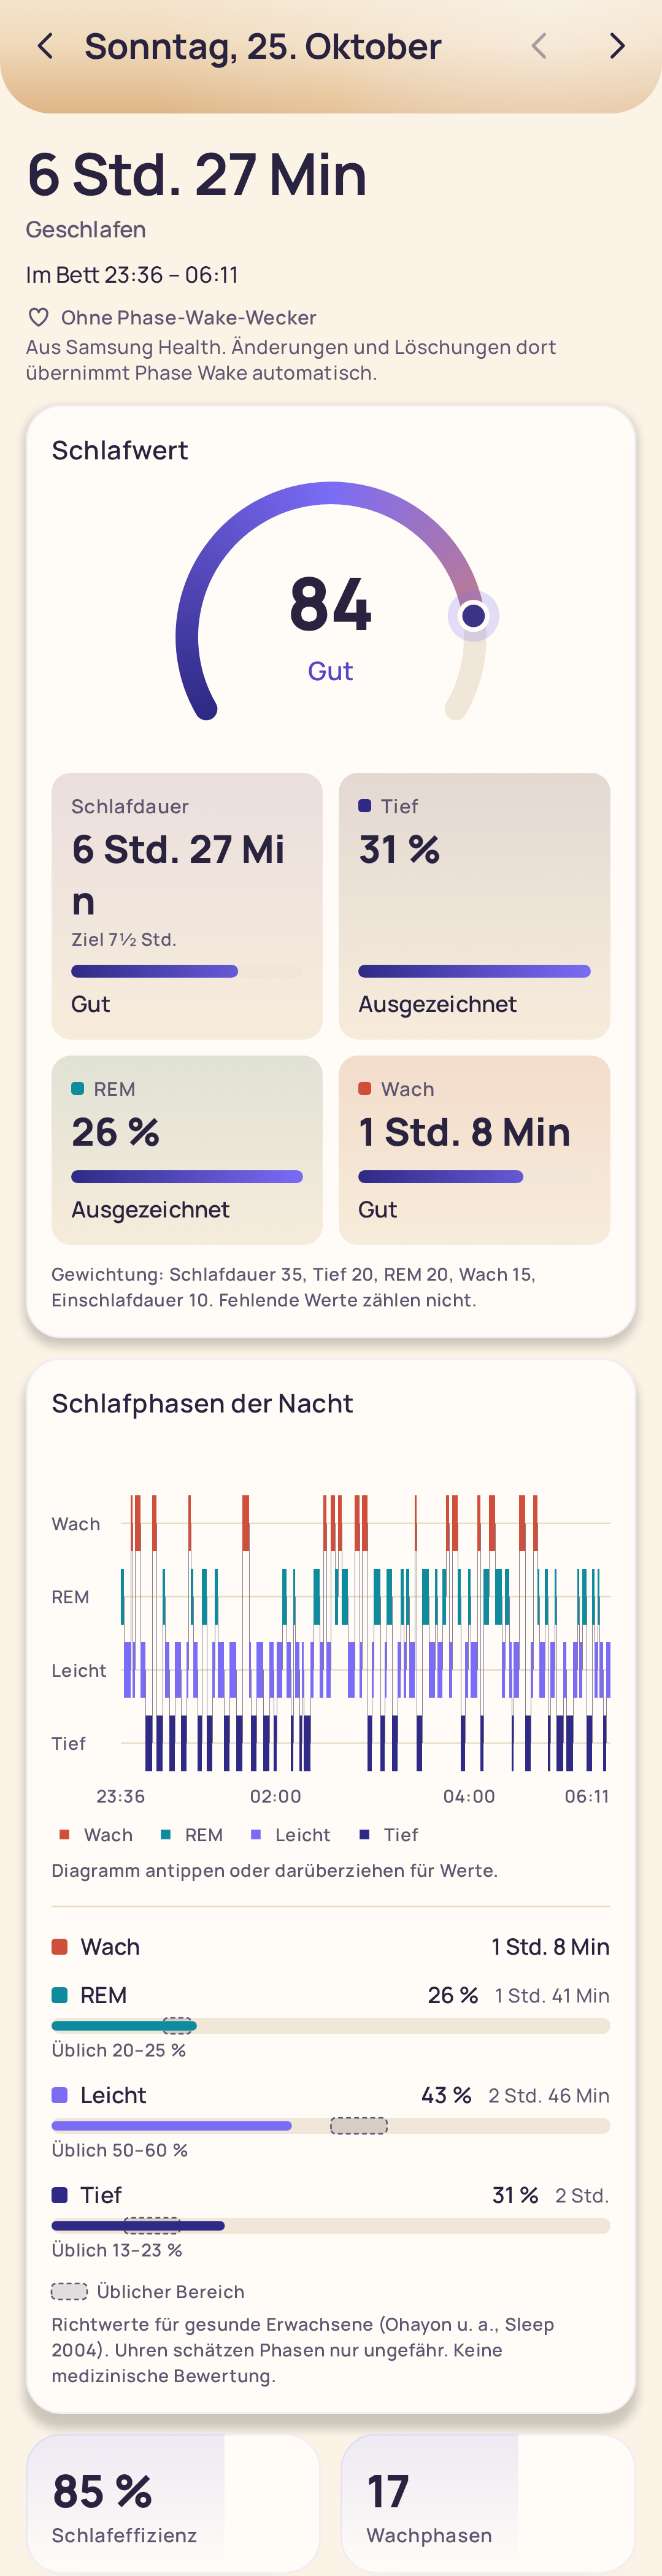 Sonntag, 25. Oktober
6 Std. 27 Min
Geschlafen
Im Bett 23:36 – 06:11
Ohne Phase-Wake-Wecker
Aus Samsung Health. Änderungen und Löschungen dort
übernimmt Phase Wake automatisch.
Schlafwert
84
Gut
Schlafdauer
6 Std. 27 Mi
n
Ziel 7½ Std.
Gut
Tief
31 %
Ausgezeichnet
REM
26 %
Ausgezeichnet
Wach
1 Std. 8 Min
Gut
Gewichtung: Schlafdauer 35, Tief 20, REM 20, Wach 15,
Einschlafdauer 10. Fehlende Werte zählen nicht.
Schlafphasen der Nacht
Wach
REM
Leicht
Tief
23:36 02:00 04:00 06:11
Wach REM Leicht Tief
Diagramm antippen oder darüberziehen für Werte.
Wach 1 Std. 8 Min
REM 26 % 1 Std. 41 Min
Üblich 20–25 %
Leicht 43 % 2 Std. 46 Min
Üblich 50–60 %
Tief 31 % 2 Std.
Üblich 13–23 %
Üblicher Bereich
Richtwerte für gesunde Erwachsene (Ohayon u. a., Sleep
2004). Uhren schätzen Phasen nur ungefähr. Keine
medizinische Bewertung.
85 %
Schlafeffizienz
17
Wachphasen